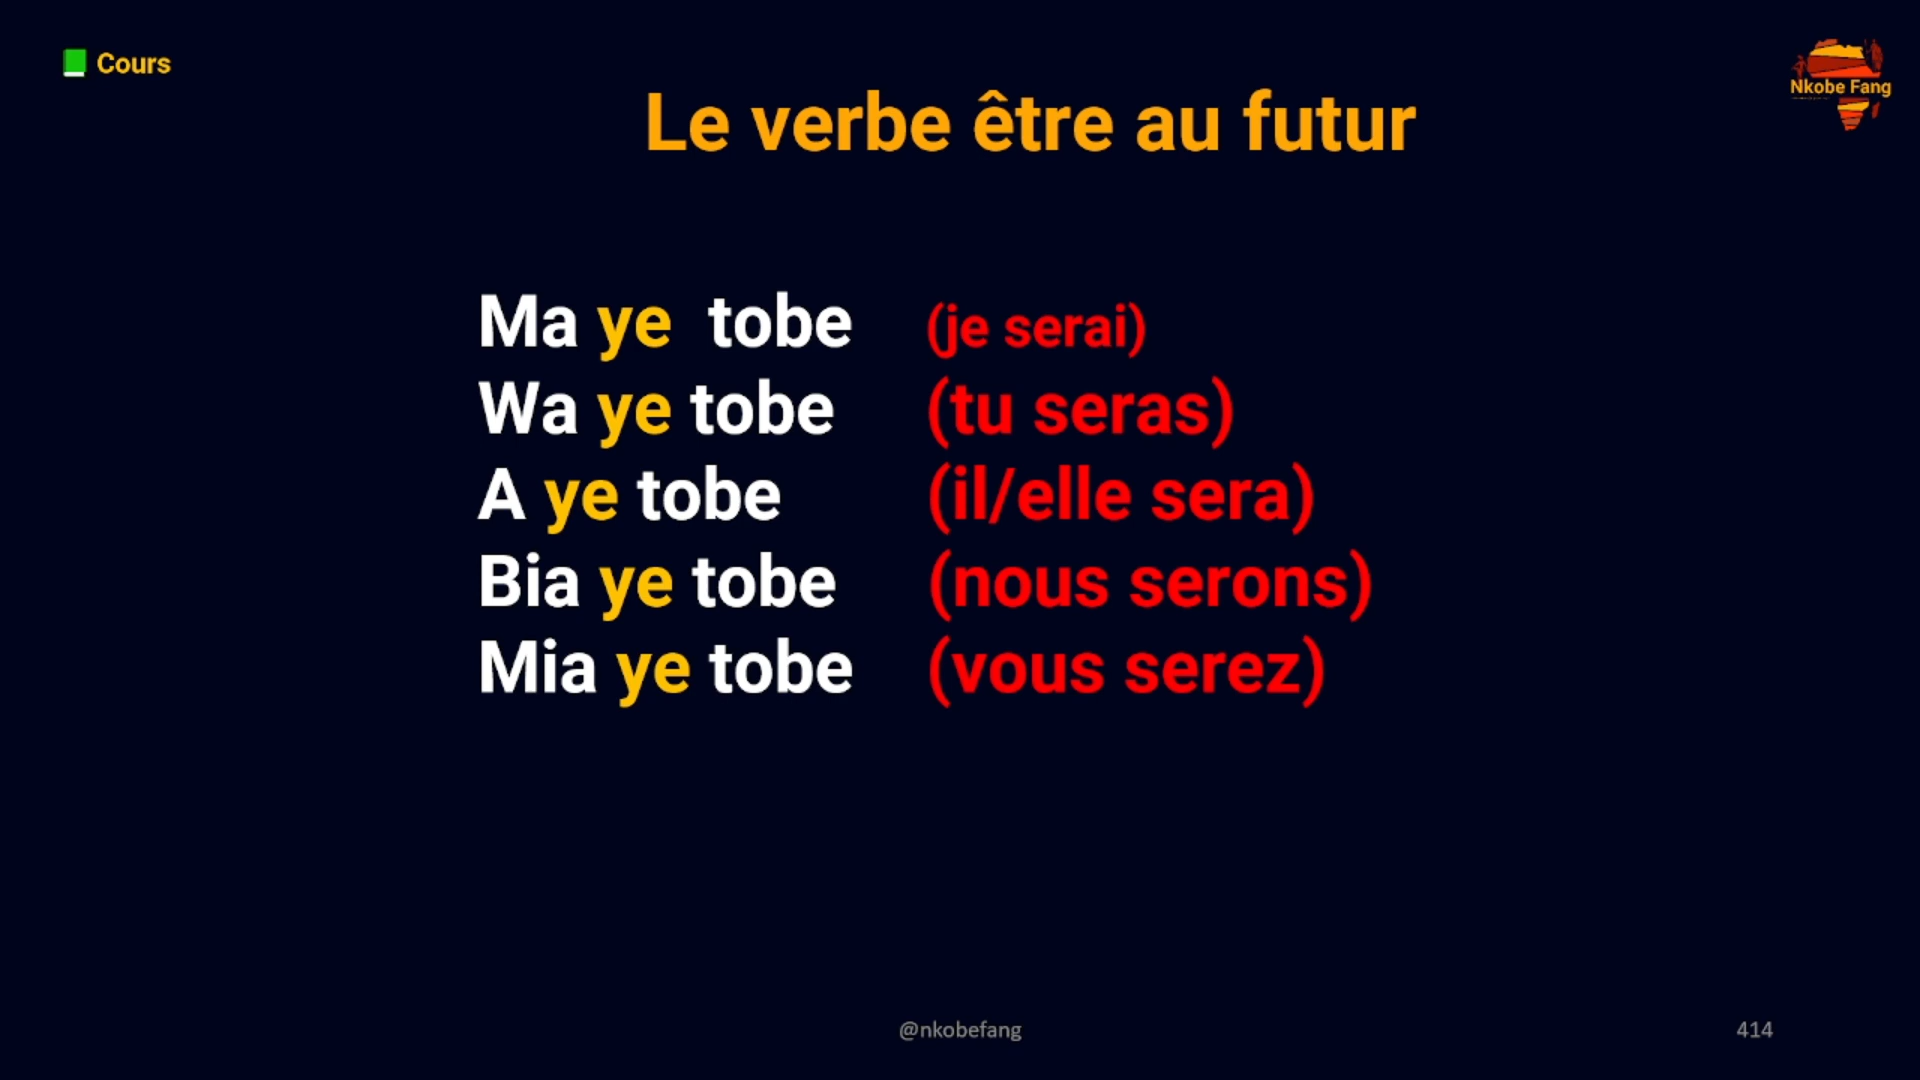 Cours
Nkobe Fang
Le verbe être au futur
Ma ye tobe (je serai)
Wa ye tobe (tu seras)
A ye tobe (il/elle sera)
Bia ye tobe (nous serons)
Mia ye tobe (vous serez)
@nkobefang
414